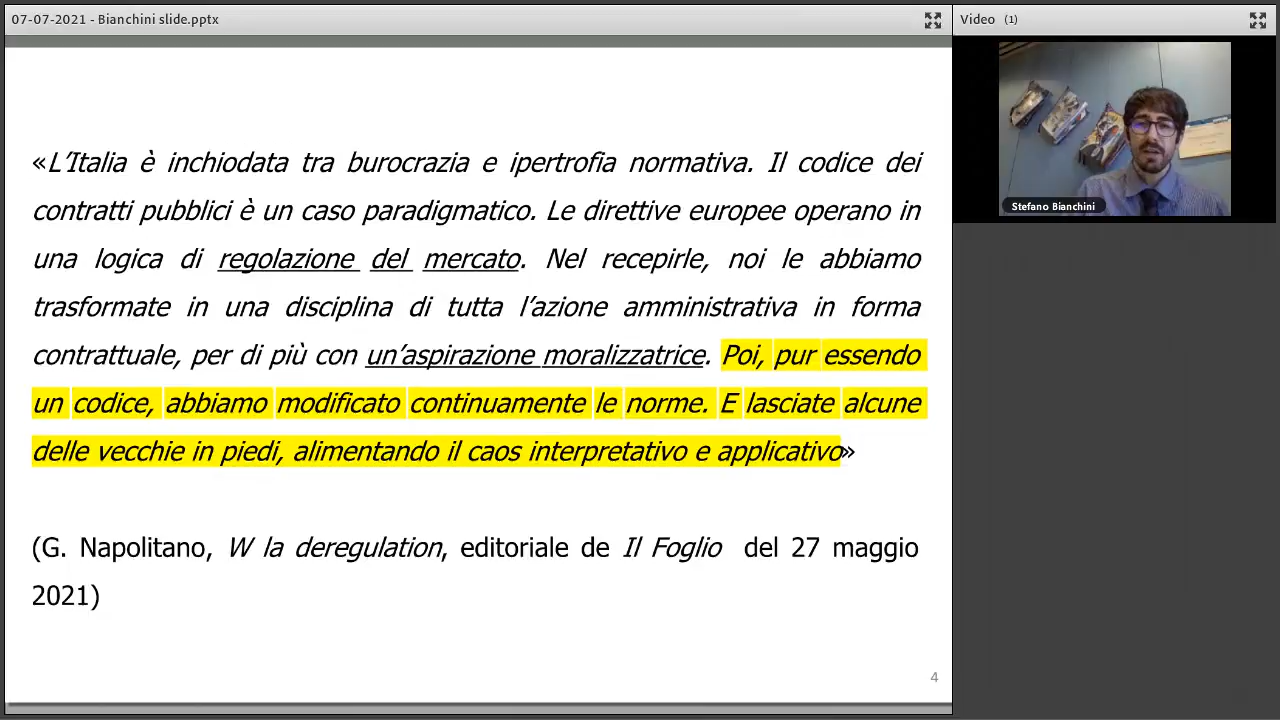 07-07-2021 - Bianchini slide.pptx
Video (1)
Stefano Bianchini
«L'Italia è inchiodata tra burocrazia e ipertrofia normativa. Il codice dei
contratti pubblici è un caso paradigmatico. Le direttive europee operano in
una logica di regolazione del mercato. Nel recepirle, noi le abbiamo
trasformate in una disciplina di tutta l'azione amministrativa in forma
contrattuale, per di più con un'aspirazione moralizzatrice. Poi, pur essendo
un codice, abbiamo modificato continuamente le norme. E lasciate alcune
delle vecchie in piedi, alimentando il caos interpretativo e applicativo»
(G. Napolitano, W la deregulation, editoriale de Il Foglio del 27 maggio
2021)
4